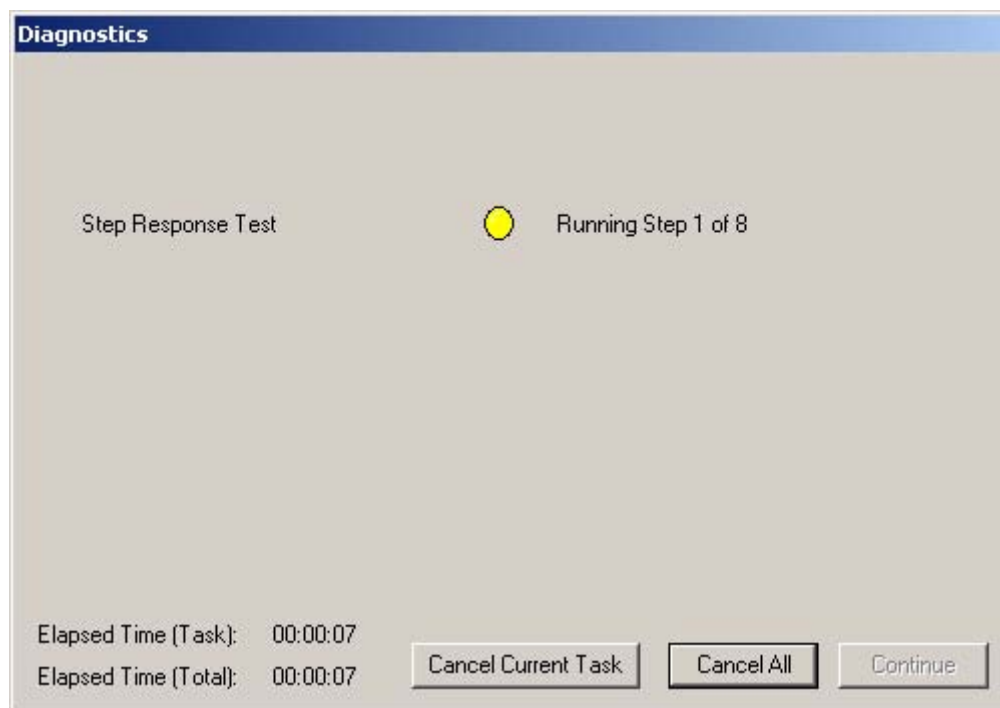 Diagnostics
Step Response Test Running Step 1 of 8
Elapsed Time (Task): 00:00:07
Elapsed Time (Total): 00:00:07
Cancel Current Task Cancel All Continue